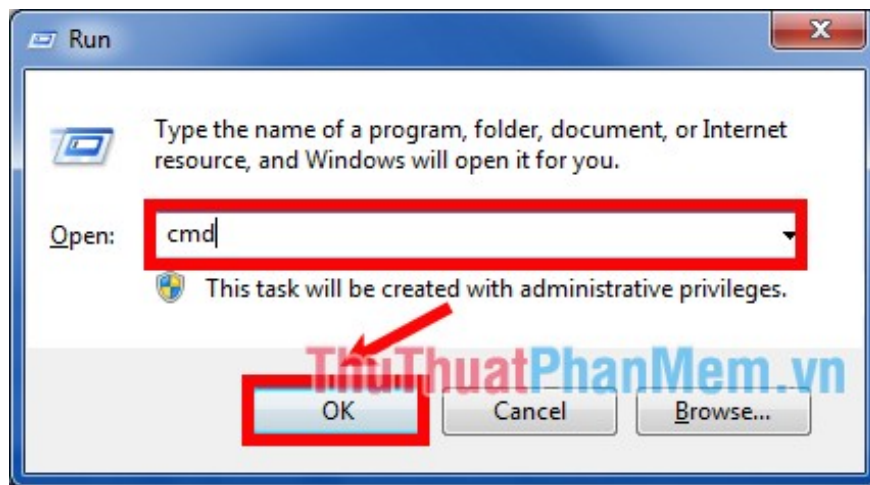 Run
Type the name of a program, folder, document, or Internet
resource, and Windows will open it for you.
Open: cmd
This task will be created with administrative privileges.
ThuThuatPhanMem.vn
OK Cancel Browse...